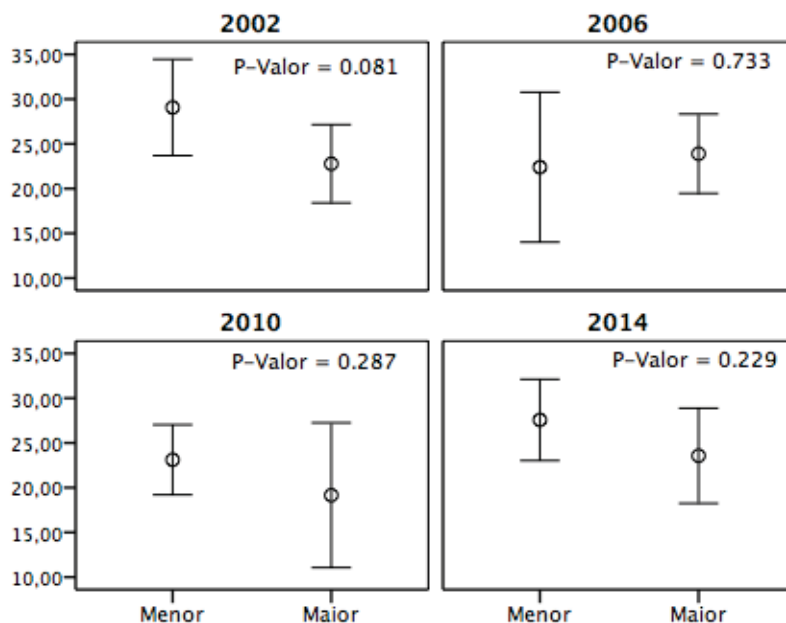 2002
2006
35,00
30,00
25,00
20,00
15,00
10,00
P-Valor = 0.081
P-Valor = 0.733
2010
2014
35,00
30,00
25,00
20,00
15,00
10,00
P-Valor = 0.287
P-Valor = 0.229
Menor
Maior
Menor
Maior